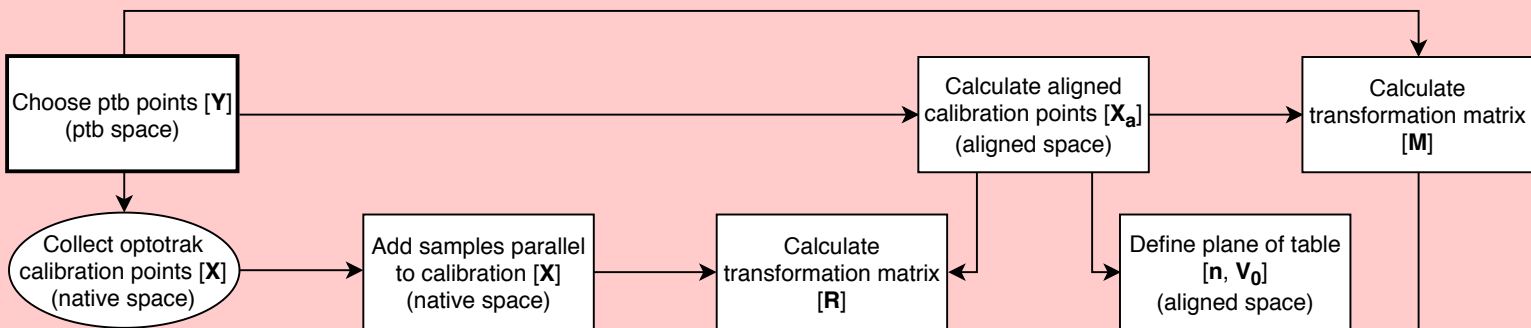 Choose ptb points [Y]
(ptb space)
Calculate aligned
calibration points [Xa]
(aligned space)
Calculate
transformation matrix
[M]
Collect optotrak
calibration points [X]
(native space)
Add samples parallel
to calibration [X]
(native space)
Calculate
transformation matrix
[R]
Define plane of table
[n, V0]
(aligned space)